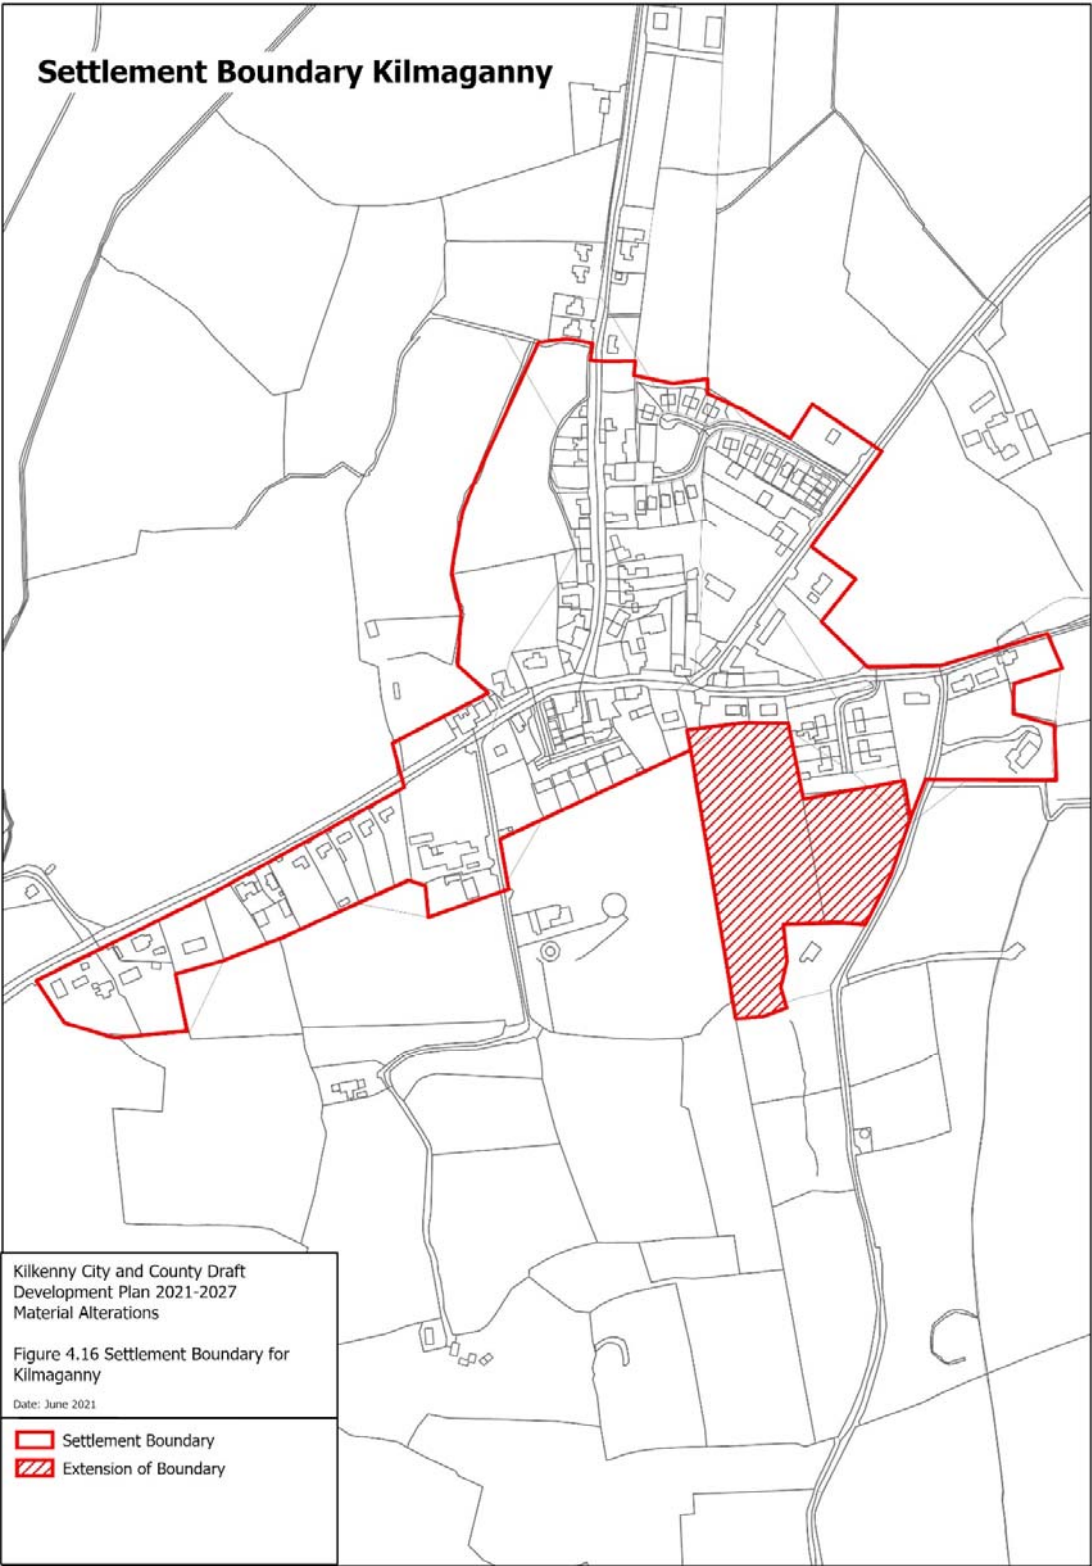 Settlement Boundary Kilmaganny
Kilkenny City and County Draft
Development Plan 2021-2027
Material Alterations
Figure 4.16 Settlement Boundary for
Kilmaganny
Date: June 2021
Settlement Boundary
Extension of Boundary